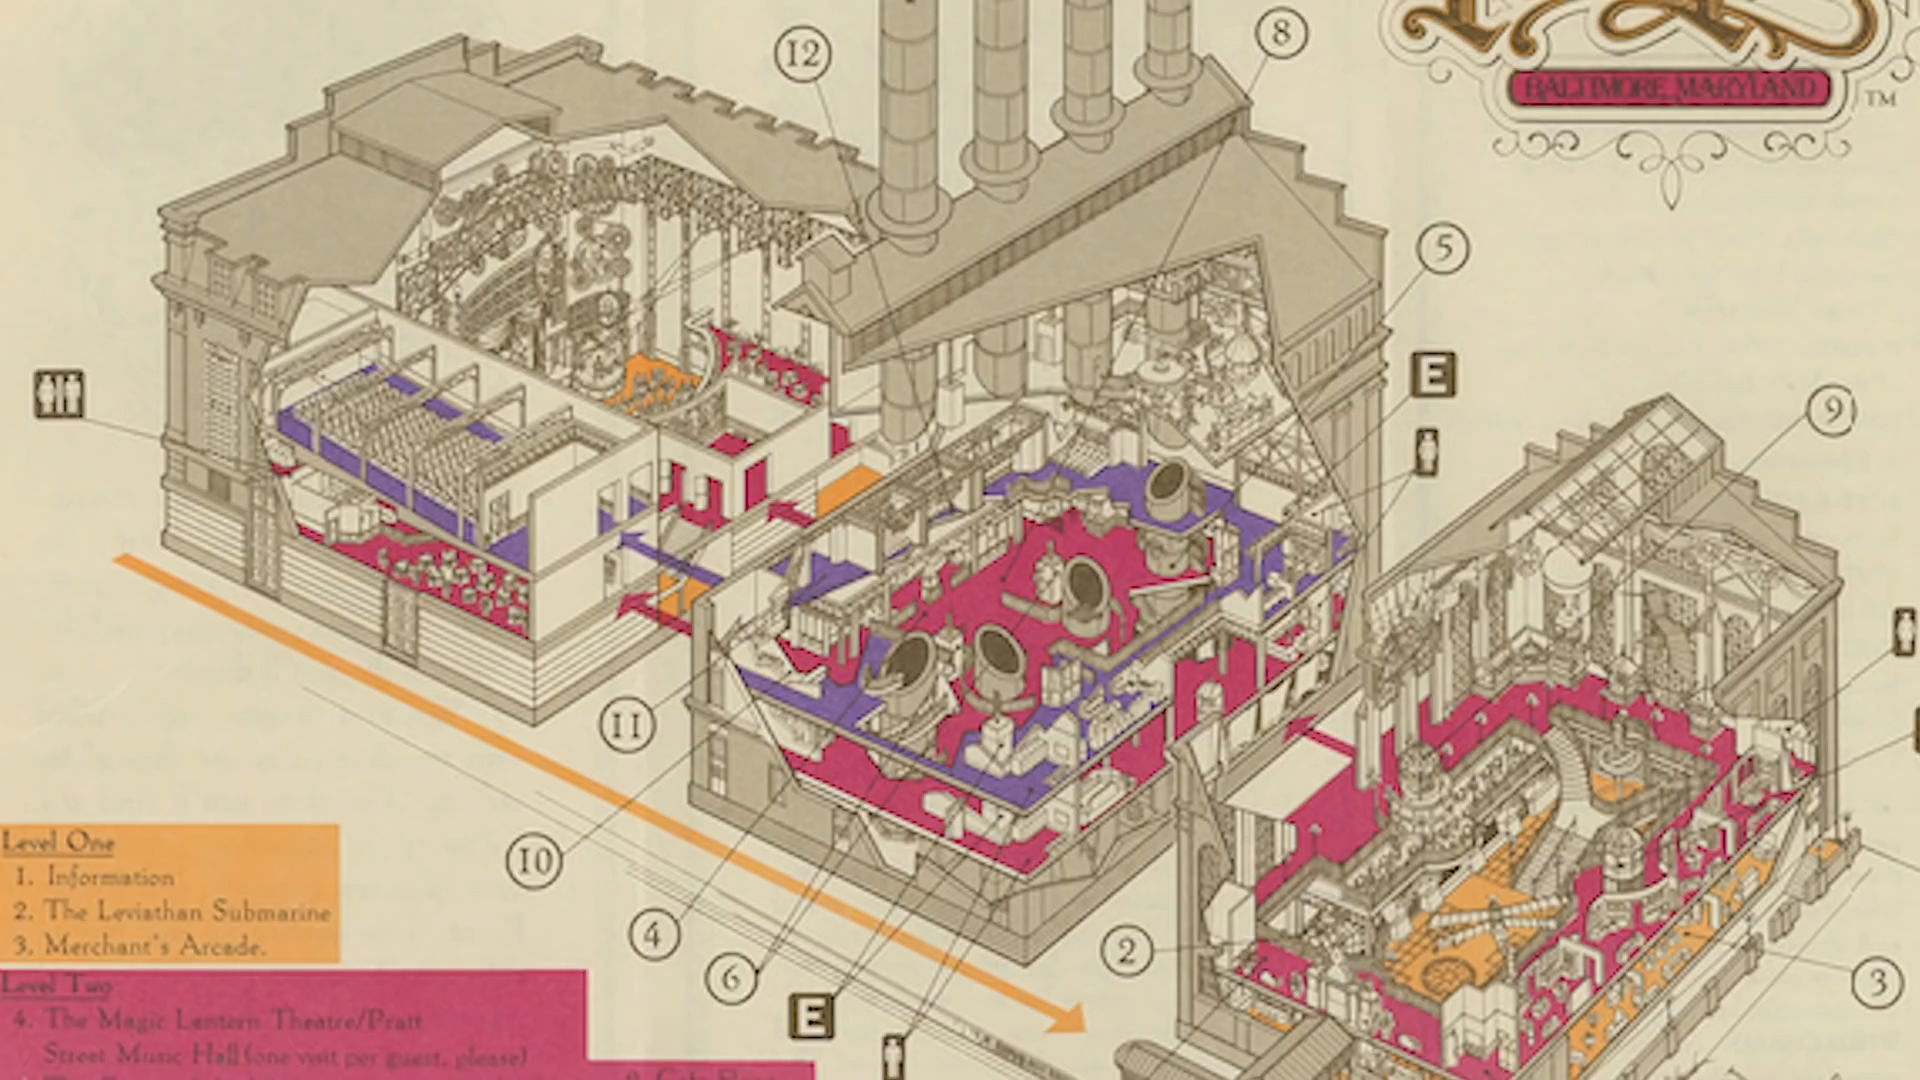 BALTIMORE, MARYLAND
TM
12
8
5
E
9
11
10
4
6
E
2
3
Level One
1. Information
2. The Leviathan Submarine
3. Merchant's Arcade.
Level Two
4. The Magic Lantern Theatre/Pratt
Street Music Hall (one visit per guest, please)